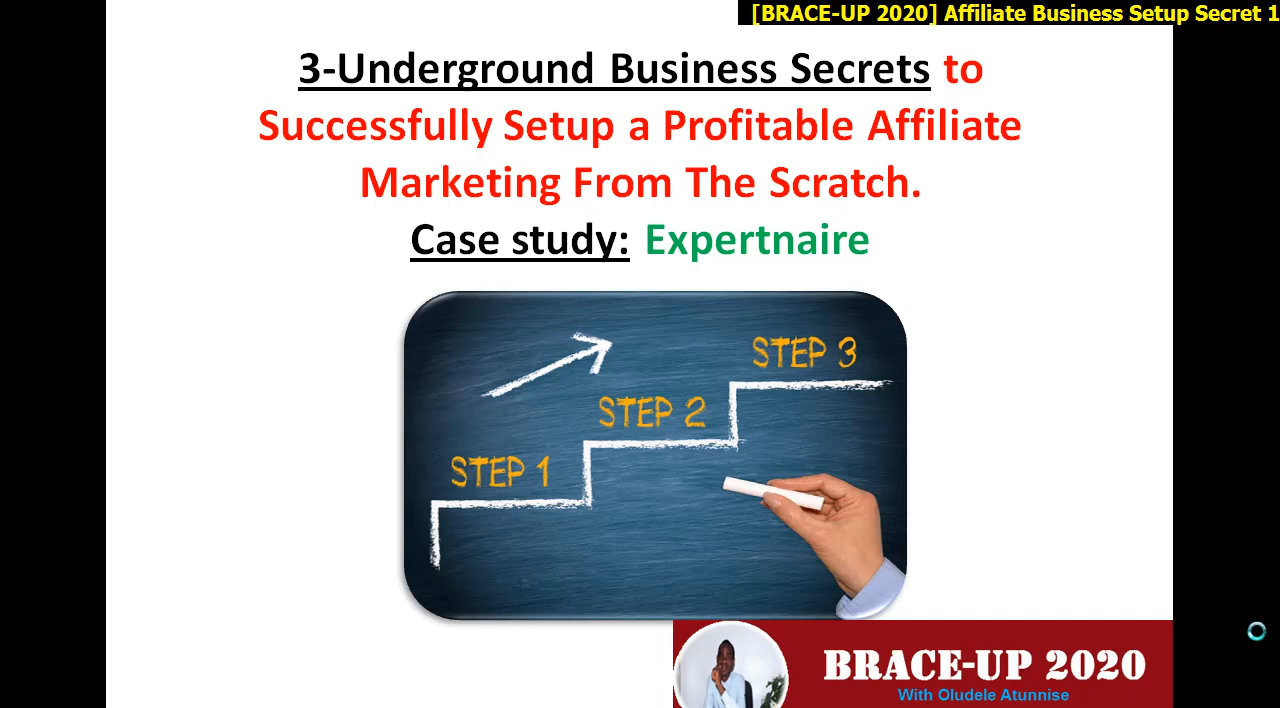 [BRACE-UP 2020] Affiliate Business Setup Secret 1
3-Underground Business Secrets to
Successfully Setup a Profitable Affiliate
Marketing From The Scratch.
Case study: Expertnaire
STEP 3
STEP 2
STEP 1
BRACE-UP 2020
With Oludele Atunnise